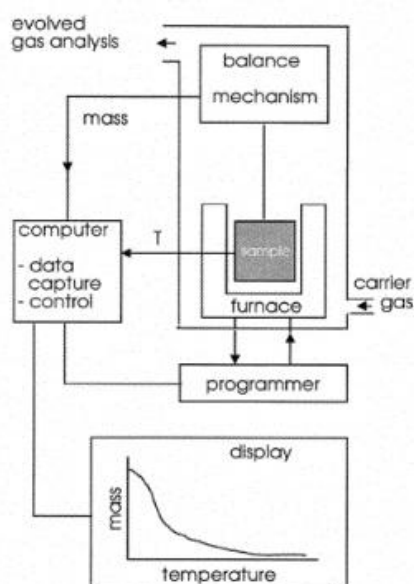 evolved
gas analysis
balance
mechanism
mass
computer
- data
capture
- control
T
sample
furnace
carrier
gas
programmer
display
mass
temperature